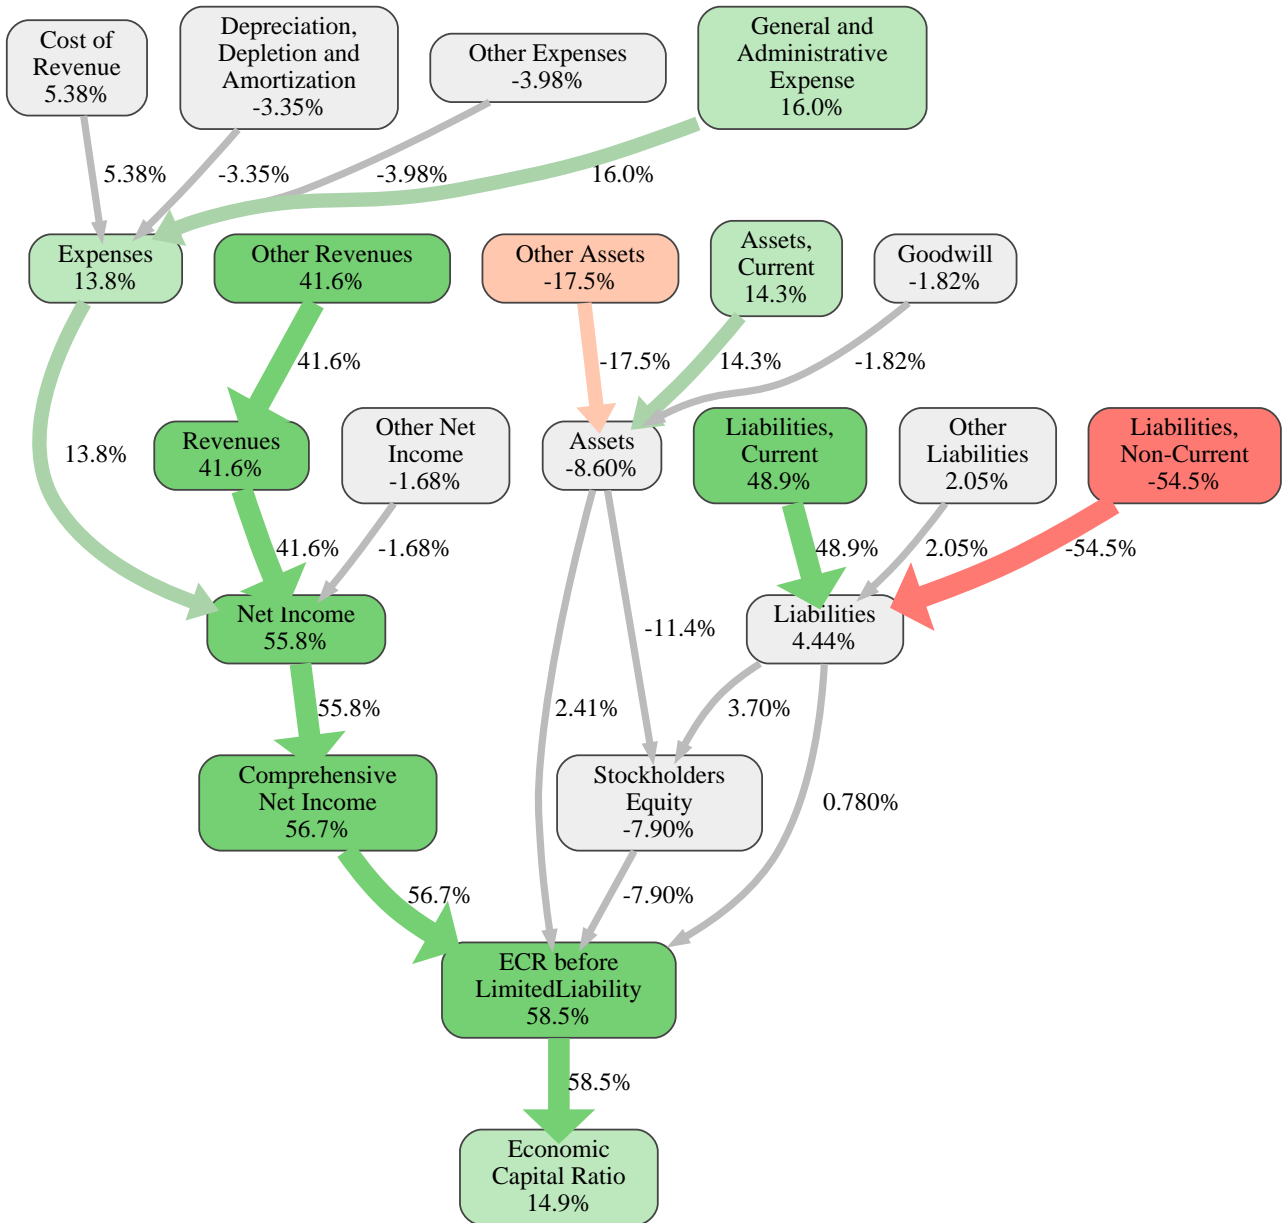 Cost of
Revenue
5.38%
Depreciation,
Depletion and
Amortization
-3.35%
Other Expenses
-3.98%
General and
Administrative
Expense
16.0%
5.38%
-3.35%
-3.98%
16.0%
Expenses
13.8%
Other Revenues
41.6%
Other Assets
-17.5%
Assets,
Current
14.3%
Goodwill
-1.82%
41.6%
-17.5%
14.3%
-1.82%
13.8%
Revenues
41.6%
Other Net
Income
-1.68%
Assets
-8.60%
Liabilities,
Current
48.9%
Other
Liabilities
2.05%
Liabilities,
Non-Current
-54.5%
41.6%
-1.68%
48.9%
2.05%
-54.5%
Net Income
55.8%
-11.4%
Liabilities
4.44%
55.8%
2.41%
3.70%
0.780%
Comprehensive
Net Income
56.7%
Stockholders
Equity
-7.90%
56.7%
-7.90%
ECR before
LimitedLiability
58.5%
58.5%
Economic
Capital Ratio
14.9%